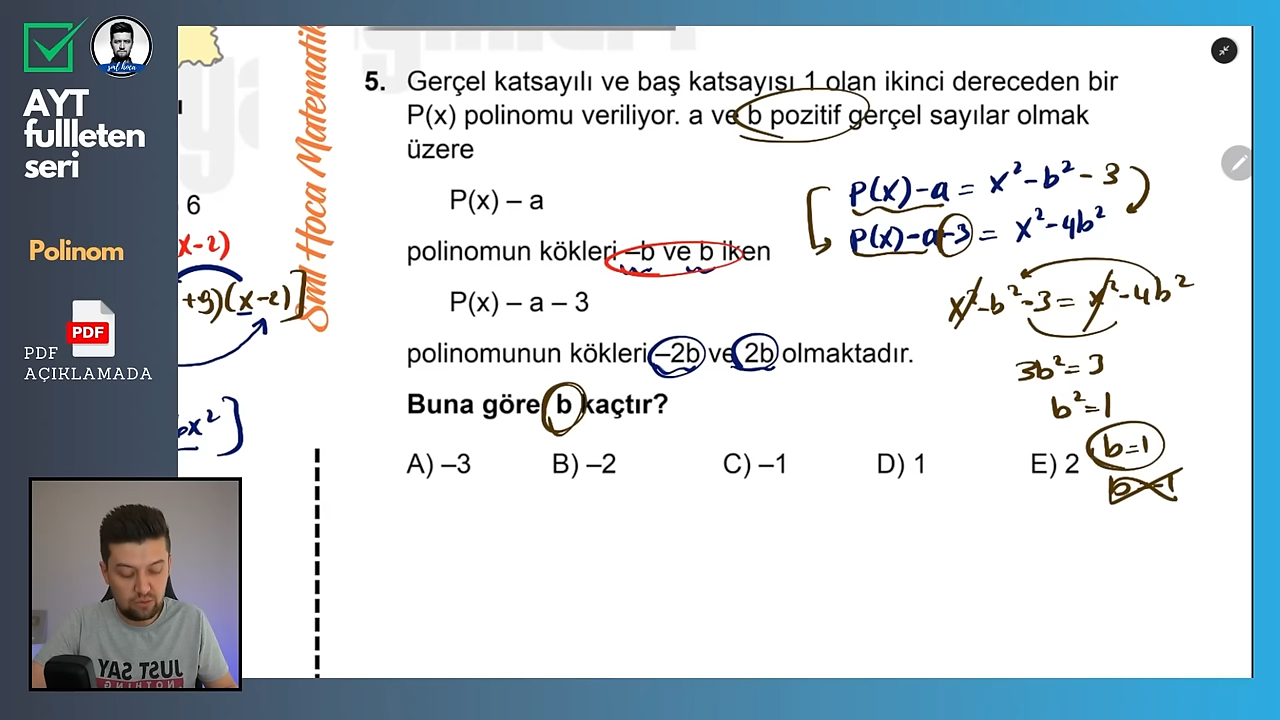 AYT
fullleten
seri
Polinom
PDF
PDF
AÇIKLAMADA
Smll Hoca Matematik
6
x-2)
+9)(x-2)]
bx²]
5. Gerçel katsayılı ve baş katsayısı 1 olan ikinci dereceden bir
P(x) polinomu veriliyor. a ve b pozitif gerçel sayılar olmak
üzere
P(x) – a
polinomun kökleri –b ve b iken
P(x) – a – 3
polinomunun kökleri –2b ve 2b olmaktadır.
Buna göre b kaçtır?
A) –3 B) –2 C) –1 D) 1 E) 2
P(x)-a = x²-b²-3
P(x)-a-3 = x²-4b²
x²-b²-3 = x²-4b²
3b²=3
b²=1
b=1
b=-1
JUST SAY
NOTHING